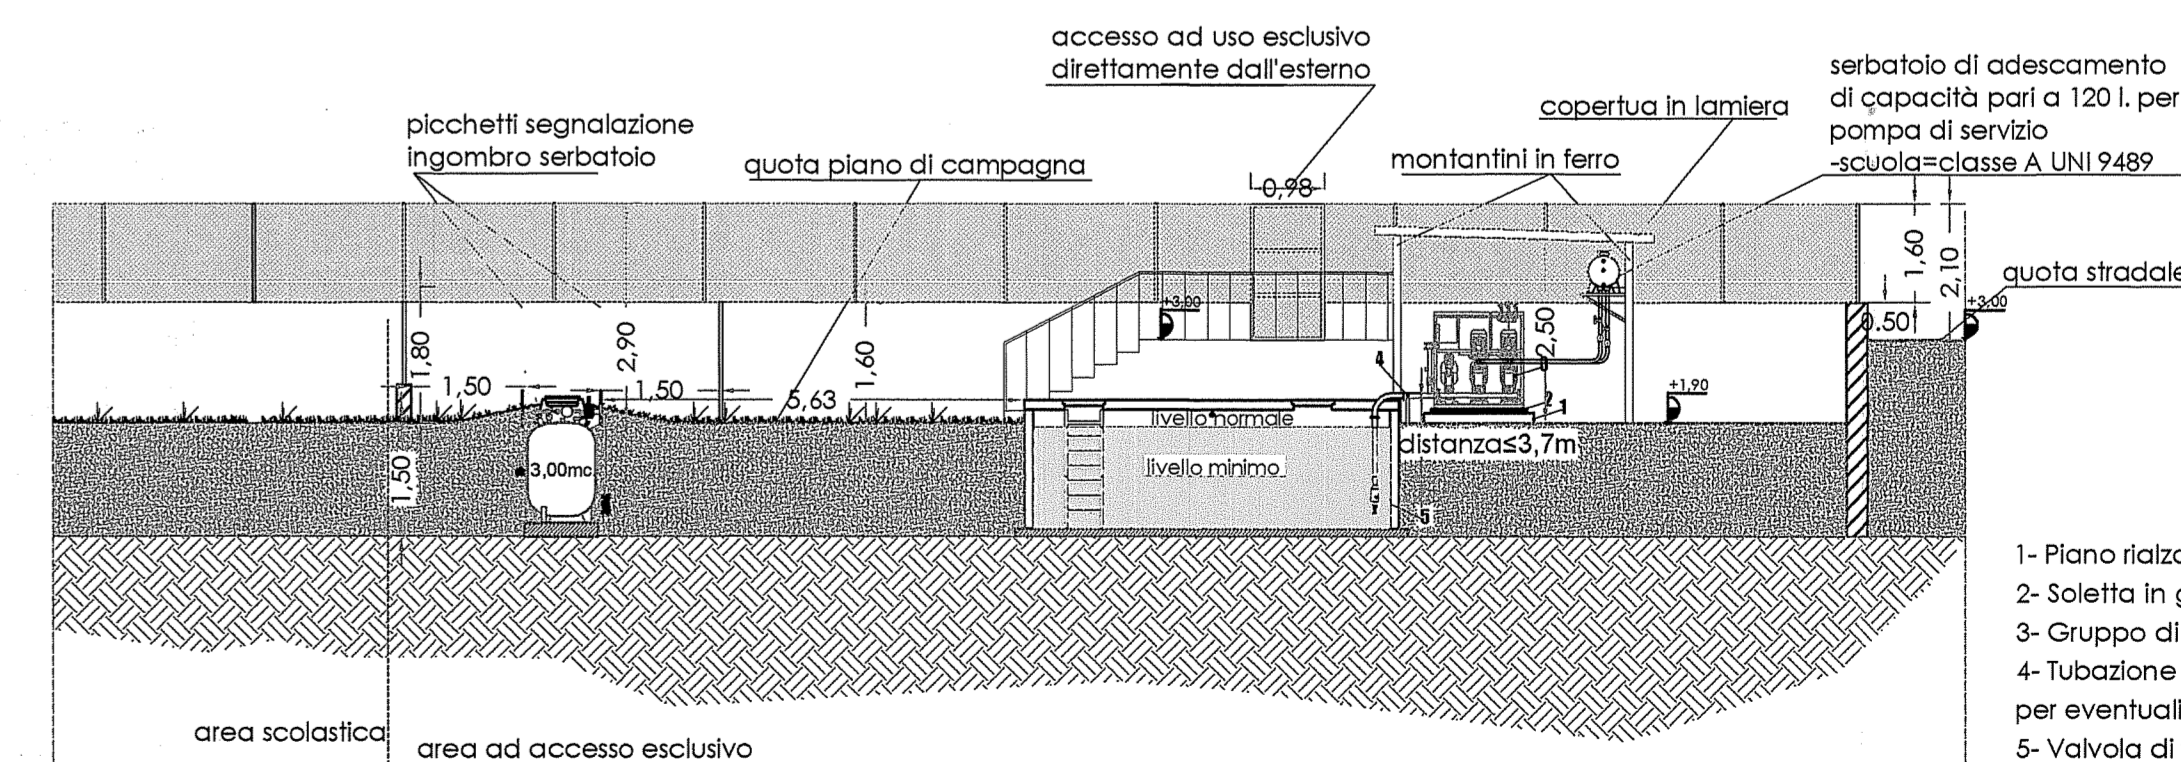 accesso ad uso esclusivo
direttamente dall'esterno
serbatoio di adescamento
di capacità pari a 120 l. per
pompa di servizio
-scuola=classe A UNI 9489
copertua in lamiera
picchetti segnalazione
ingombro serbatoio
quota piano di campagna
montantini in ferro
0,98
1,60
2,10
quota stradale
+3,00
+3,00
0.50
1,80
2,90
1,60
2,50
4
1,50
1,50
5,63
+1,90
2
1
livello normale
distanza≤3,7m
1,50
3,00mc
livello minimo
5
1- Piano rialz
2- Soletta in
3- Gruppo di
4- Tubazione
per eventuali
5- Valvola di
area scolastica
area ad accesso esclusivo